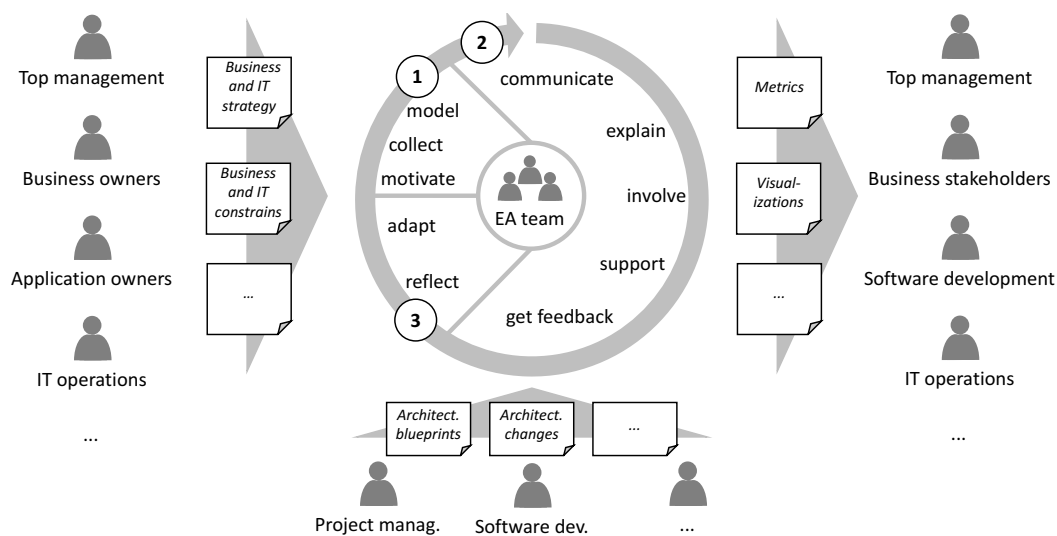 Top management
Business owners
Application owners
IT operations
...
Business
and IT
strategy
Business
and IT
constrains
...
1
2
3
communicate
explain
involve
support
get feedback
reflect
adapt
motivate
collect
model
EA team
Architect.
blueprints
Architect.
changes
...
Project manag.
Software dev.
...
Metrics
Visual-
izations
...
Top management
Business stakeholders
Software development
IT operations
...